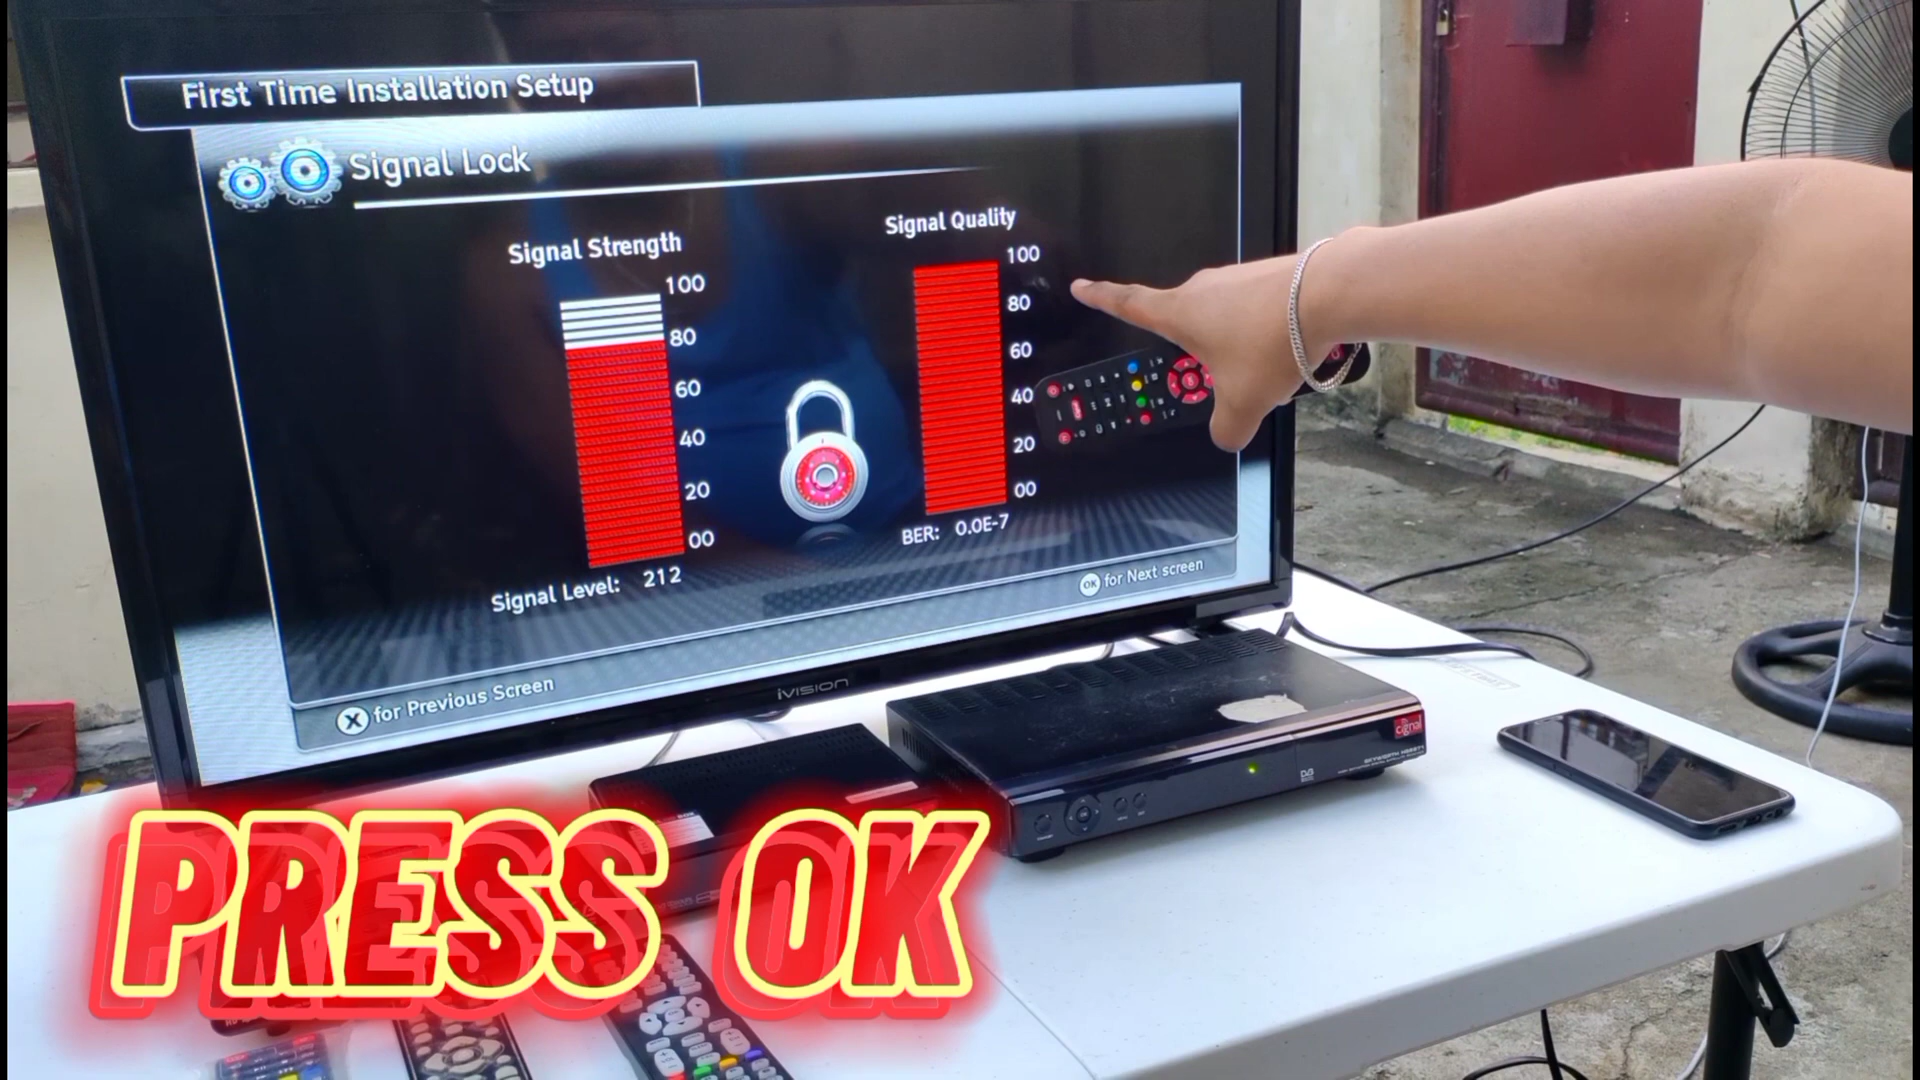 First Time Installation Setup
Signal Lock
Signal Strength
100
80
60
40
20
00
Signal Level: 212
Signal Quality
100
80
60
40
20
00
BER: 0.0E-7
OK for Next screen
X for Previous Screen
iVISION
cignal
DVB
PRESS OK